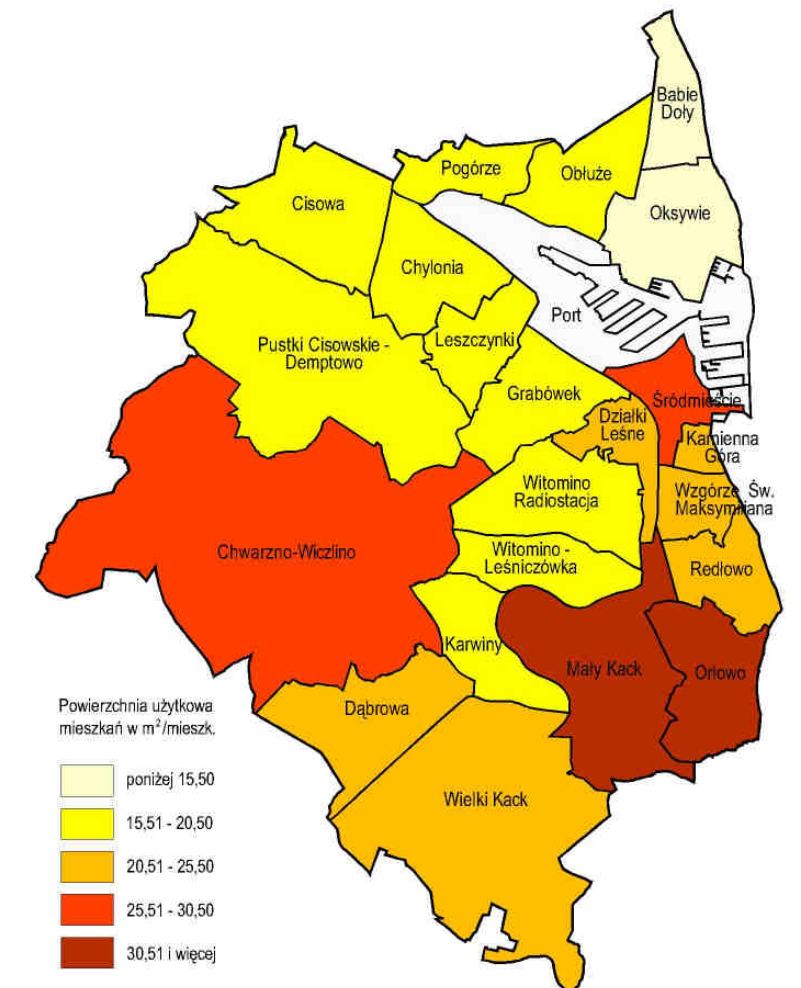 Babie
Doły
Pogórze
Obłuże
Cisowa
Oksywie
Chylonia
Port
Pustki Cisowskie -
Demptowo
Leszczynki
Grabówek
Śródmieście
Działki
Leśne
Kamienna
Góra
Witomino
Radiostacja
Wzgórze Św.
Maksymiliana
Chwarzno-Wiczlino
Witomino -
Leśniczówka
Redłowo
Karwiny
Mały Kack
Orłowo
Dąbrowa
Wielki Kack
Powierzchnia użytkowa
mieszkań w m²/mieszk.
poniżej 15,50
15,51 - 20,50
20,51 - 25,50
25,51 - 30,50
30,51 i więcej